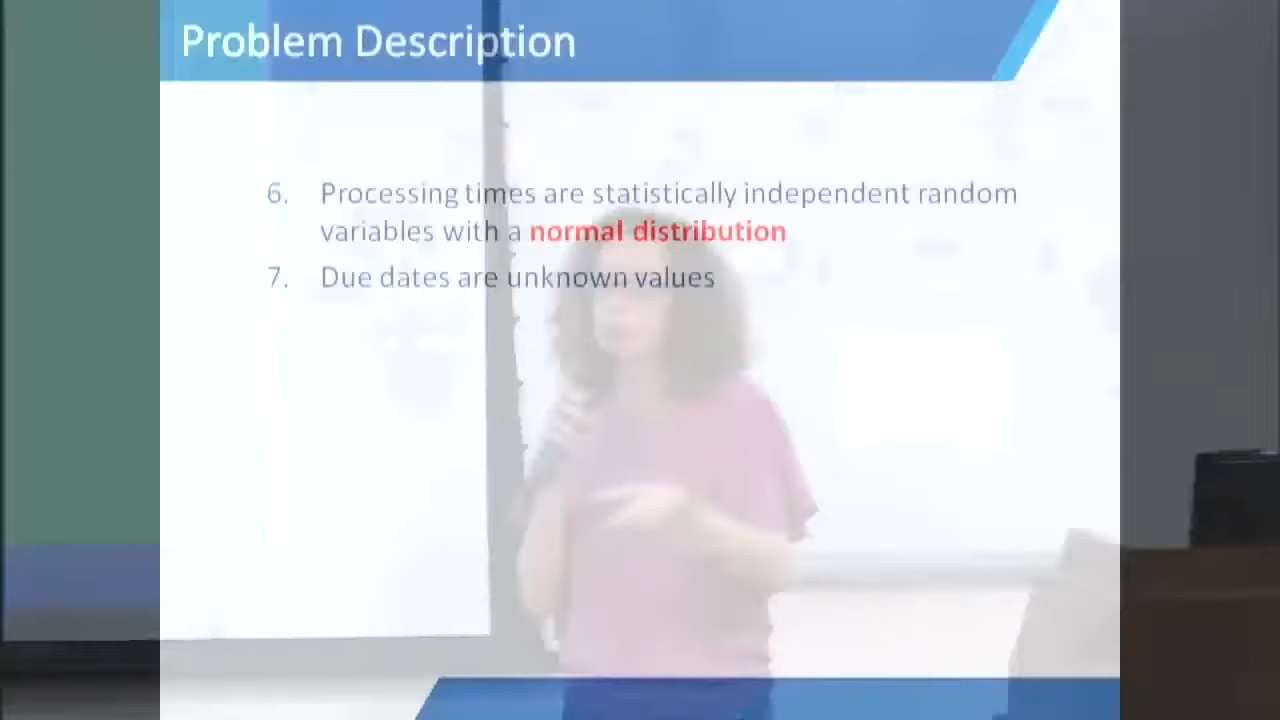 Problem Description
6. Processing times are statistically independent random
variables with a normal distribution
7. Due dates are unknown values